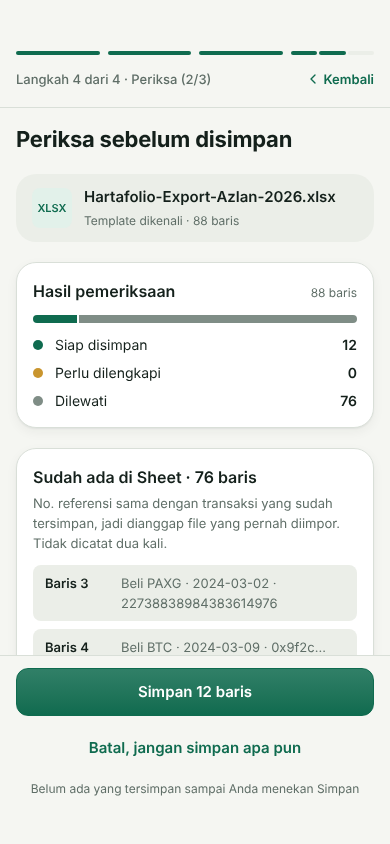 Langkah 4 dari 4 · Periksa (2/3)
Kembali
Periksa sebelum disimpan
XLSX
Hartafolio-Export-Azlan-2026.xlsx
Template dikenali · 88 baris
Hasil pemeriksaan
88 baris
Siap disimpan
12
Perlu dilengkapi
0
Dilewati
76
Sudah ada di Sheet · 76 baris
No. referensi sama dengan transaksi yang sudah
tersimpan, jadi dianggap file yang pernah diimpor.
Tidak dicatat dua kali.
Baris 3
Beli PAXG · 2024-03-02 ·
22738838984383614976
Baris 4
Beli BTC · 2024-03-09 · 0x9f2c...
Simpan 12 baris
Batal, jangan simpan apa pun
Belum ada yang tersimpan sampai Anda menekan Simpan